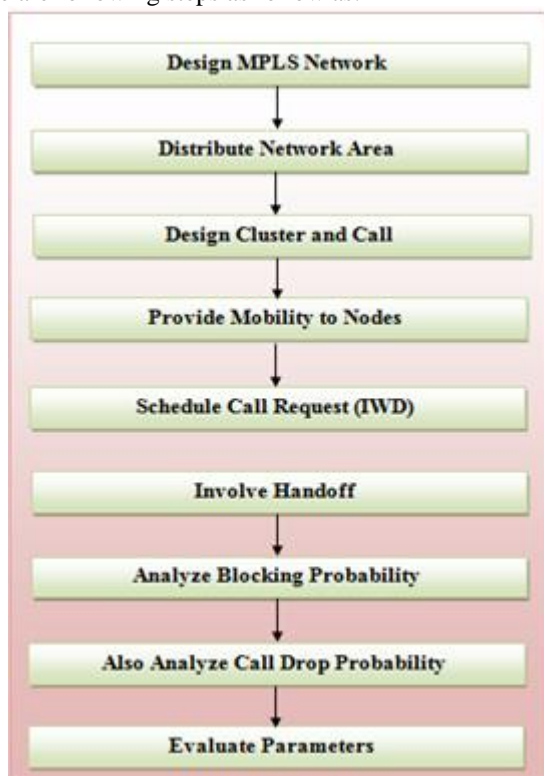 Design MPLS Network
Distribute Network Area
Design Cluster and Call
Provide Mobility to Nodes
Schedule Call Request (IWD)
Involve Handoff
Analyze Blocking Probability
Also Analyze Call Drop Probability
Evaluate Parameters